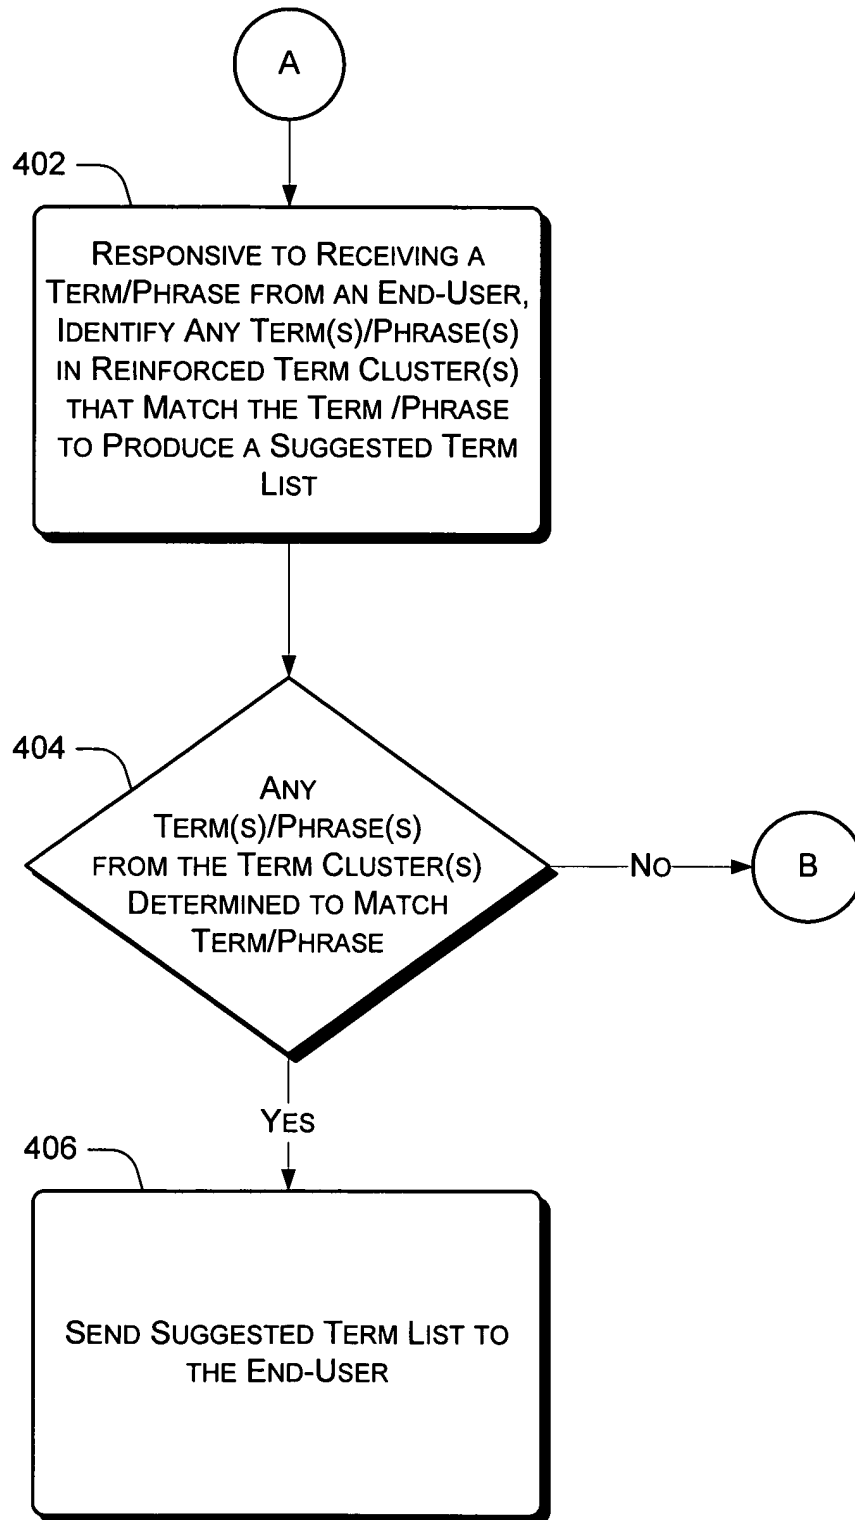 A
402
RESPONSIVE TO RECEIVING A
TERM/PHRASE FROM AN END-USER,
IDENTIFY ANY TERM(S)/PHRASE(S)
IN REINFORCED TERM CLUSTER(S)
THAT MATCH THE TERM /PHRASE
TO PRODUCE A SUGGESTED TERM
LIST
404
ANY
TERM(S)/PHRASE(S)
FROM THE TERM CLUSTER(S)
DETERMINED TO MATCH
TERM/PHRASE
NO
B
YES
406
SEND SUGGESTED TERM LIST TO
THE END-USER